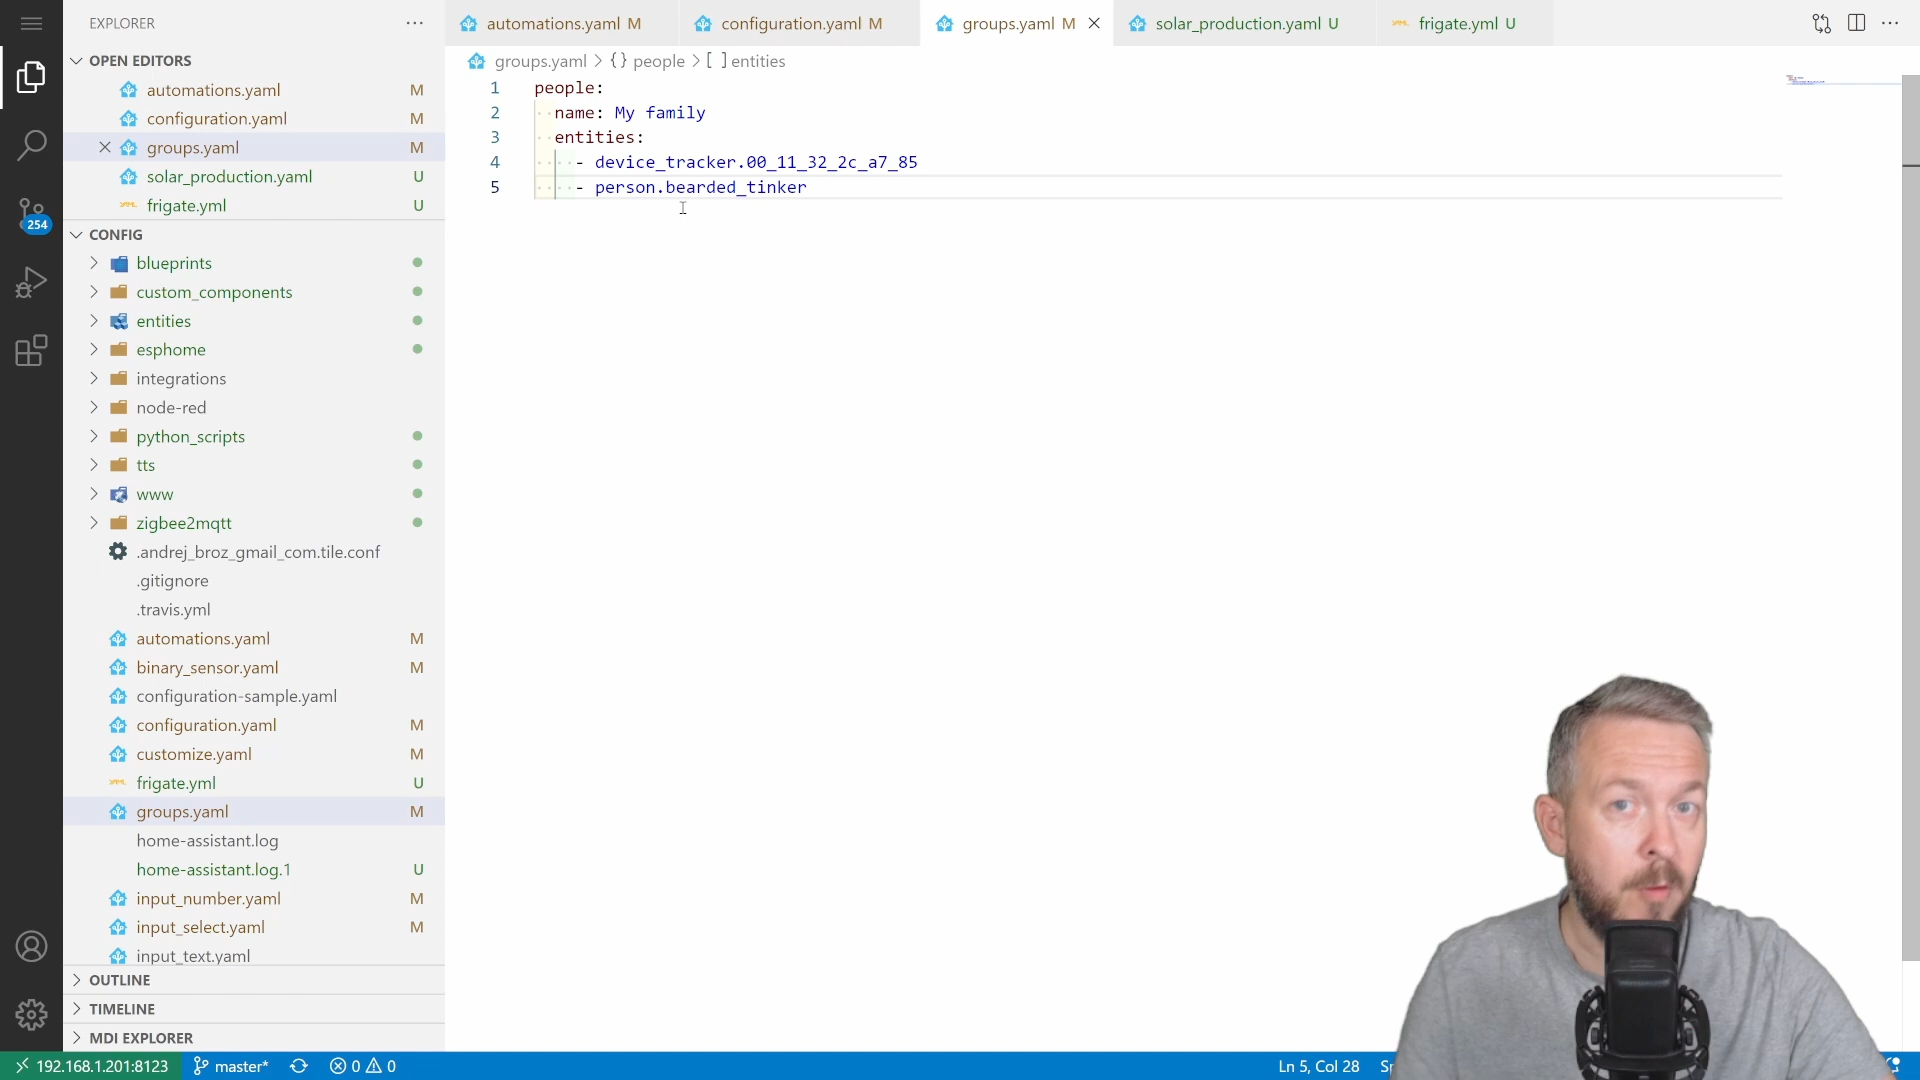 EXPLORER
OPEN EDITORS
automations.yaml M
configuration.yaml M
groups.yaml M
solar_production.yaml U
frigate.yml U
CONFIG
blueprints
custom_components
entities
esphome
integrations
node-red
python_scripts
tts
www
zigbee2mqtt
.andrej_broz_gmail_com.tile.conf
.gitignore
.travis.yml
automations.yaml M
binary_sensor.yaml M
configuration-sample.yaml
configuration.yaml M
customize.yaml M
frigate.yml U
groups.yaml M
home-assistant.log
home-assistant.log.1 U
input_number.yaml M
input_select.yaml M
input_text.yaml
OUTLINE
TIMELINE
MDI EXPLORER
254
automations.yaml M configuration.yaml M groups.yaml M solar_production.yaml U frigate.yml U
groups.yaml > {} people > [ ] entities
1 people:
2 name: My family
3 entities:
4 - device_tracker.00_11_32_2c_a7_85
5 - person.bearded_tinker
192.168.1.201:8123 master* 0 0 Ln 5, Col 28